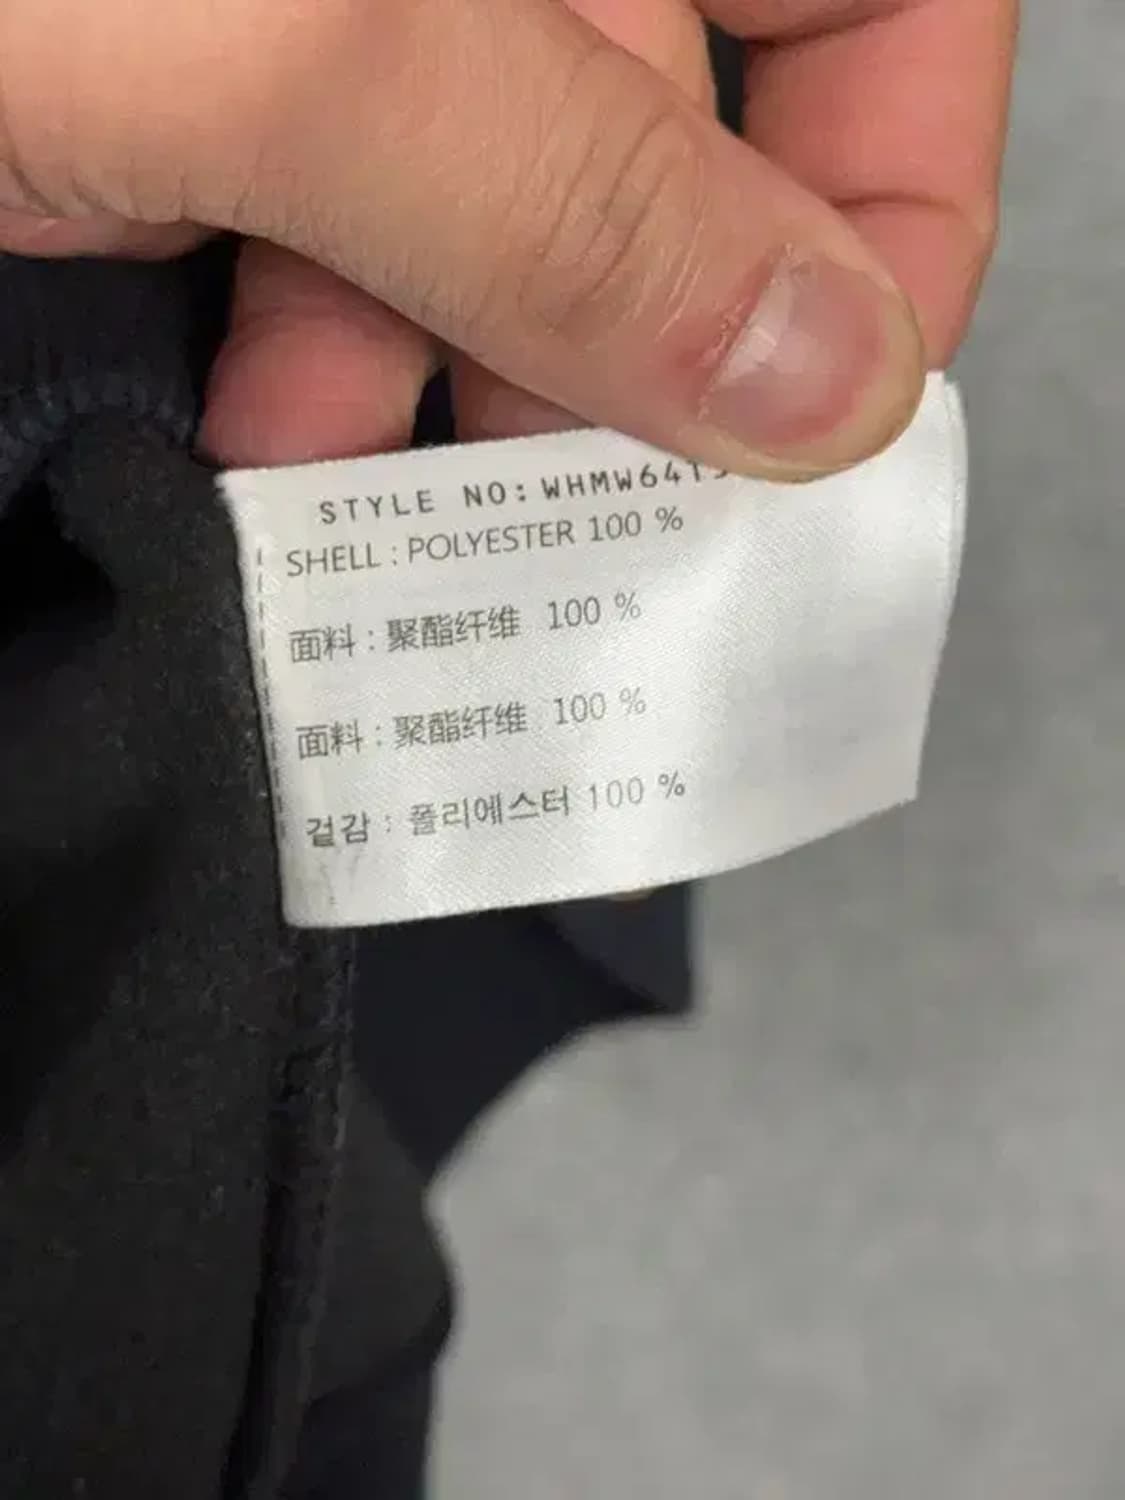 STYLE NO: WHMW64T
SHELL : POLYESTER 100 %
面料 : 聚酯纤维 100 %
面料 : 聚酯纤维 100 %
겉감 : 폴리에스터 100 %